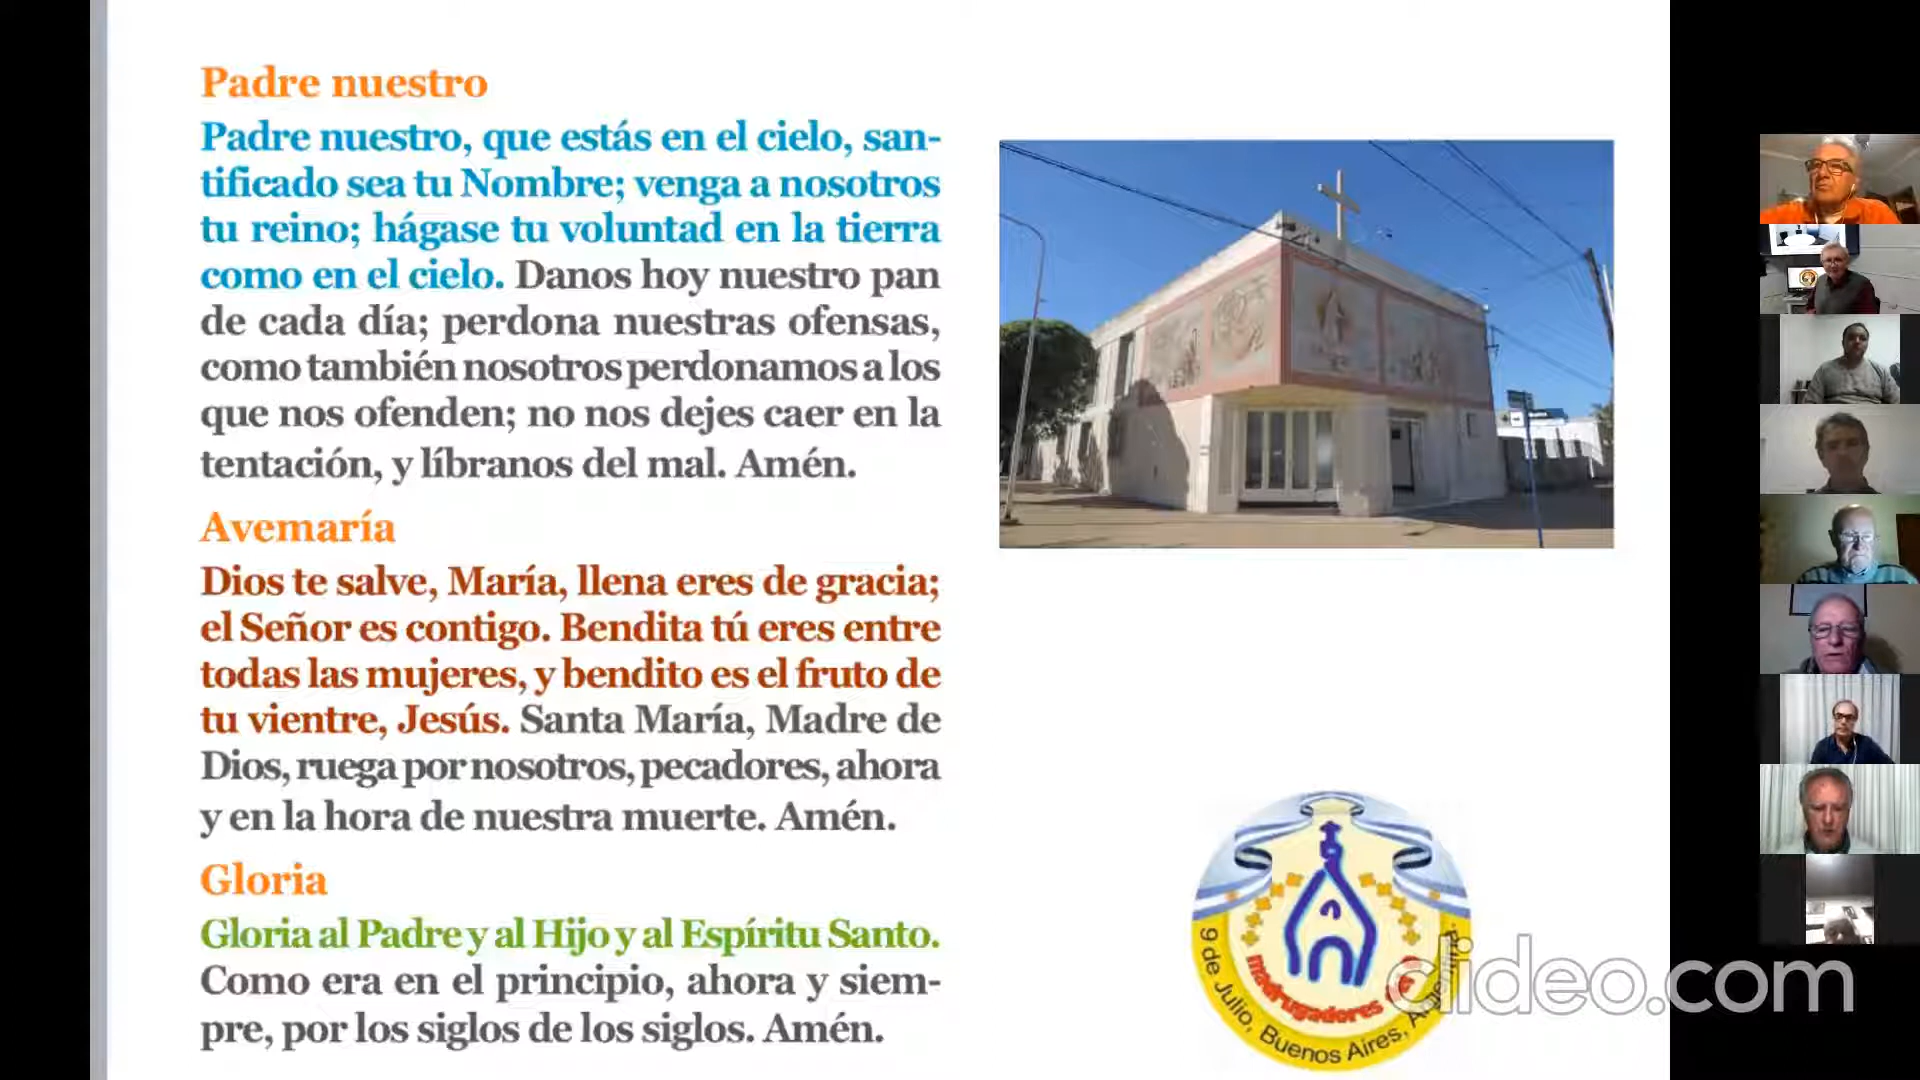 Padre nuestro
Padre nuestro, que estás en el cielo, san-
tificado sea tu Nombre; venga a nosotros
tu reino; hágase tu voluntad en la tierra
como en el cielo. Danos hoy nuestro pan
de cada día; perdona nuestras ofensas,
como también nosotros perdonamos a los
que nos ofenden; no nos dejes caer en la
tentación, y líbranos del mal. Amén.
Avemaría
Dios te salve, María, llena eres de gracia;
el Señor es contigo. Bendita tú eres entre
todas las mujeres, y bendito es el fruto de
tu vientre, Jesús. Santa María, Madre de
Dios, ruega por nosotros, pecadores, ahora
y en la hora de nuestra muerte. Amén.
Gloria
Gloria al Padre y al Hijo y al Espíritu Santo.
Como era en el principio, ahora y siem-
pre, por los siglos de los siglos. Amén.
madrugadores
9 de Julio, Buenos Aires,
clideo.com